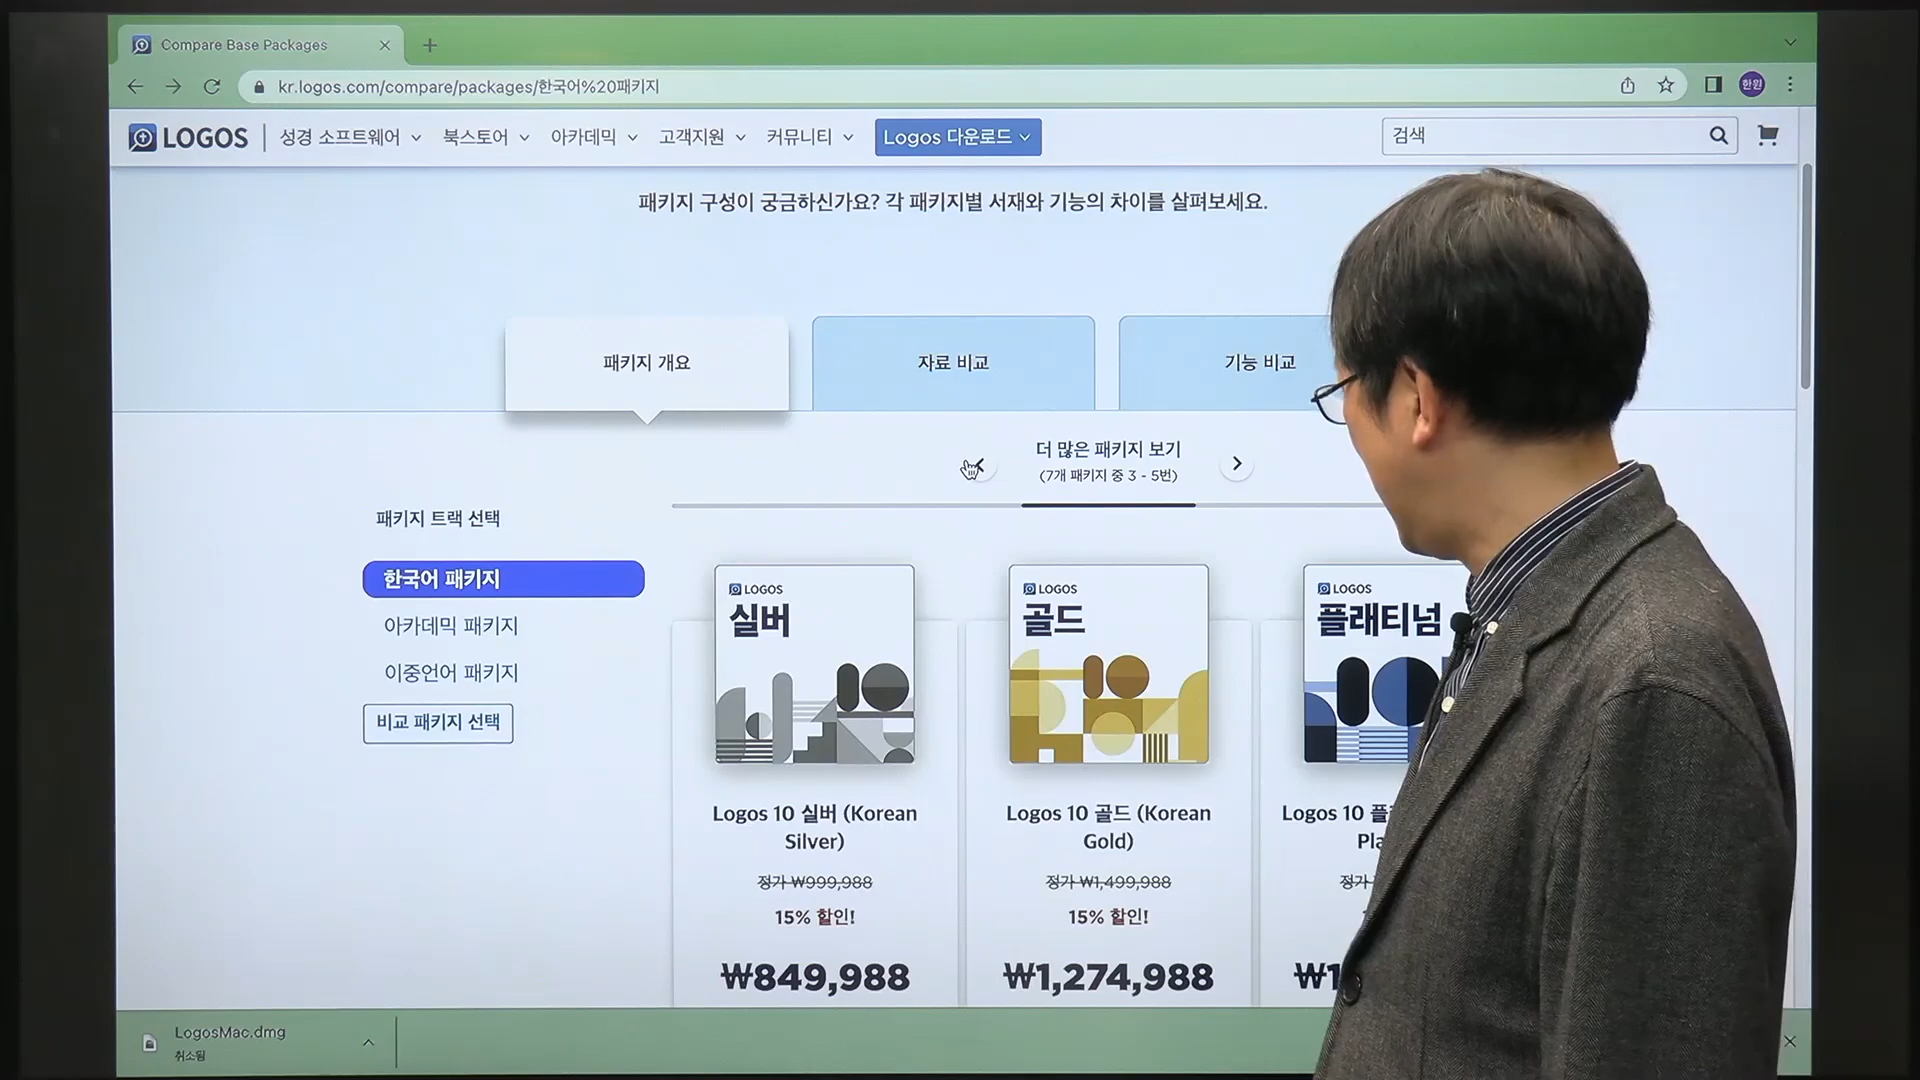 Compare Base Packages
kr.logos.com/compare/packages/한국어%20패키지
한원
LOGOS
성경 소프트웨어
북스토어
아카데믹
고객지원
커뮤니티
Logos 다운로드
검색
패키지 구성이 궁금하신가요? 각 패키지별 서재와 기능의 차이를 살펴보세요.
패키지 개요
자료 비교
기능 비교
더 많은 패키지 보기
(7개 패키지 중 3 - 5번)
패키지 트랙 선택
한국어 패키지
아카데믹 패키지
이중언어 패키지
비교 패키지 선택
LOGOS
실버
Logos 10 실버 (Korean
Silver)
정가 ₩999,988
15% 할인!
₩849,988
LOGOS
골드
Logos 10 골드 (Korean
Gold)
정가 ₩1,499,988
15% 할인!
₩1,274,988
LOGOS
플래티넘
Logos 10
정가
LogosMac.dmg
취소됨